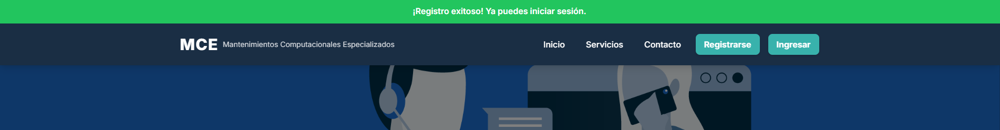 ¡Registro exitoso! Ya puedes iniciar sesión.
MCE Mantenimientos Computacionales Especializados Inicio Servicios Contacto Registrarse Ingresar